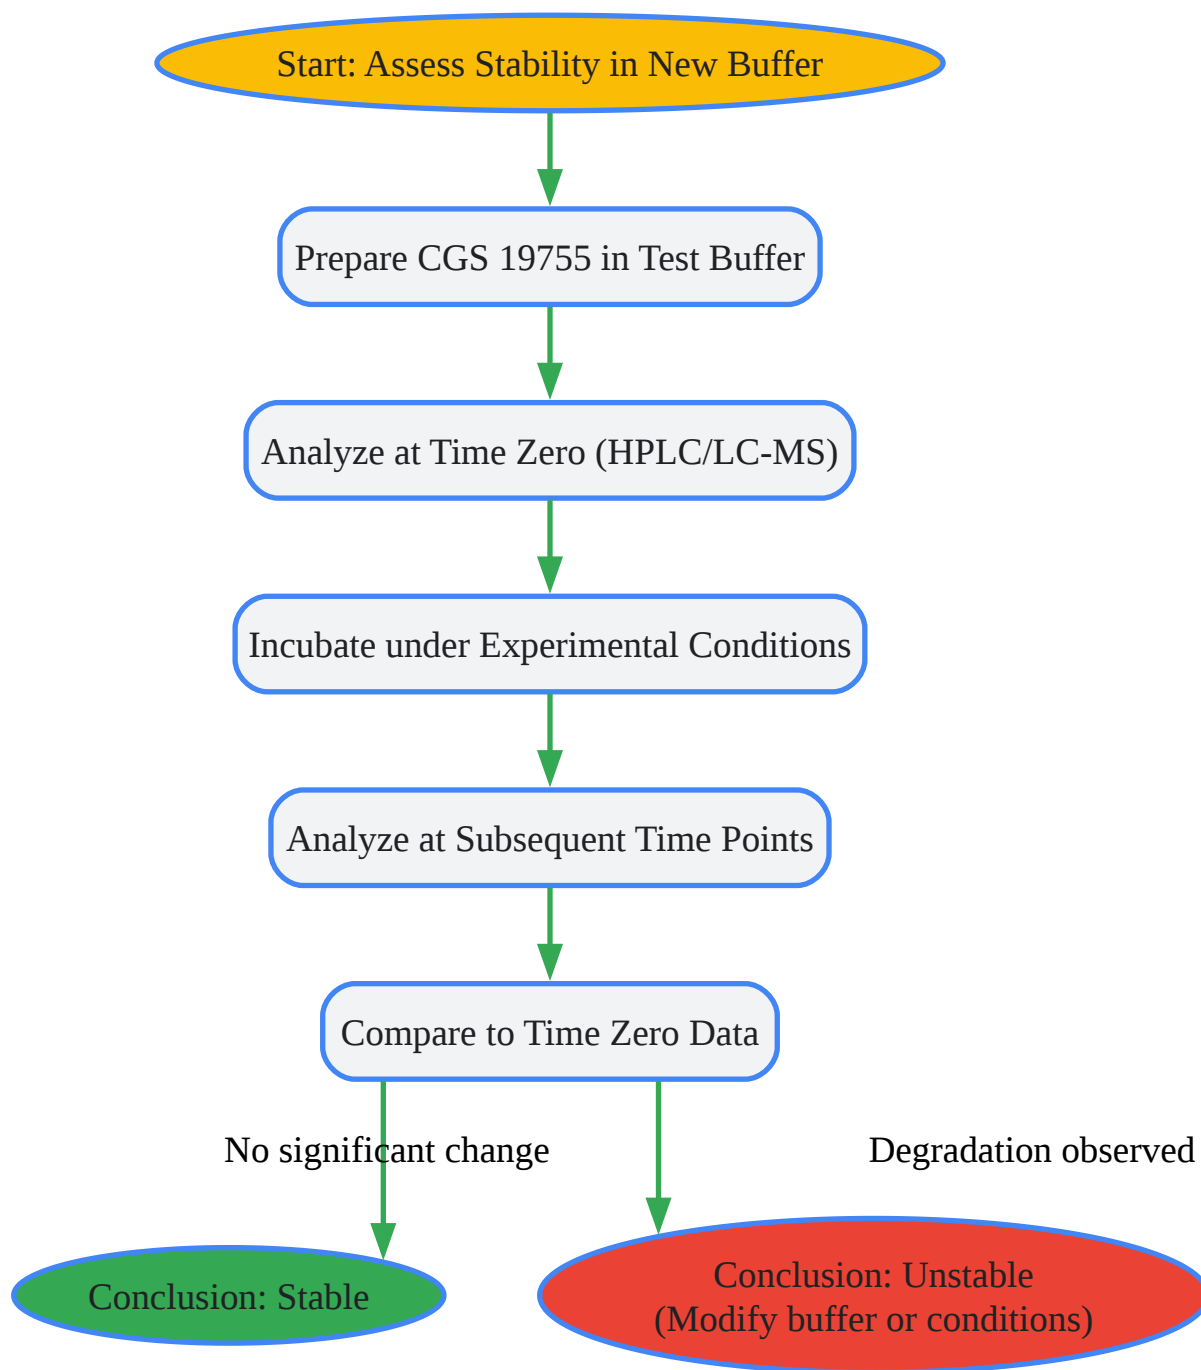 Start: Assess Stability in New Buffer
Prepare CGS 19755 in Test Buffer
Analyze at Time Zero (HPLC/LC-MS)
Incubate under Experimental Conditions
Analyze at Subsequent Time Points
Compare to Time Zero Data
No significant change
Degradation observed
Conclusion: Stable
Conclusion: Unstable
(Modify buffer or conditions)